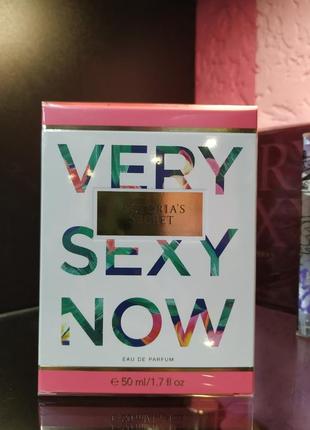 VERY
SEXY
NOW
EAU DE PARFUM
℮ 50 ml/1.7 fl oz